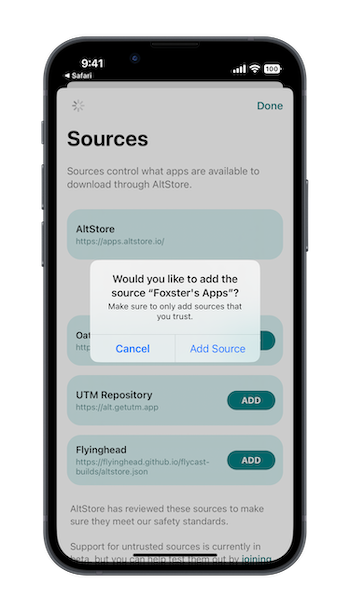 9:41
100
◀ Safari
Done
Sources
Sources control what apps are available to
download through AltStore.
AltStore
https://apps.altstore.io/
Would you like to add the
source “Foxster's Apps”?
Make sure to only add sources that
you trust.
Cancel
Add Source
Oat
http
UTM Repository
https://alt.getutm.app
ADD
Flyinghead
https://flyinghead.github.io/flycast-
builds/altstore.json
ADD
AltStore has reviewed these sources to make
sure they meet our safety standards.
Support for untrusted sources is currently in
beta, but you can help test them out by joining